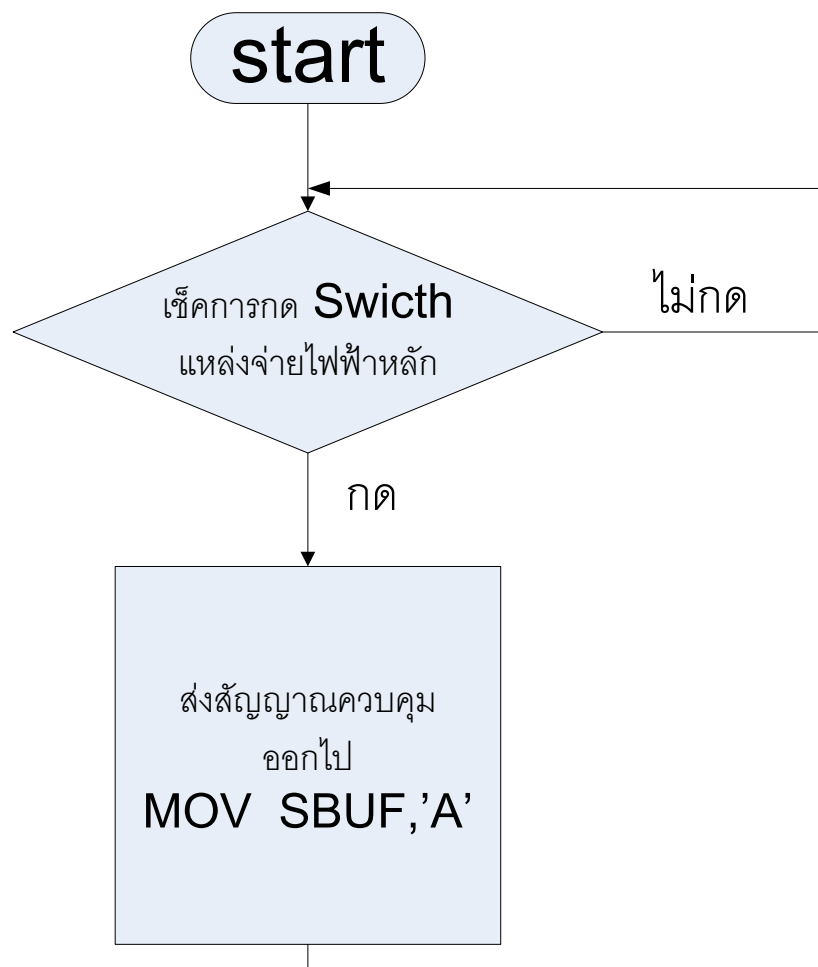 start
เช็คการกด Swicth
แหล่งจ่ายไฟฟ้าหลัก
ไม่กด
กด
ส่งสัญญาณควบคุม
ออกไป
MOV SBUF,’A’